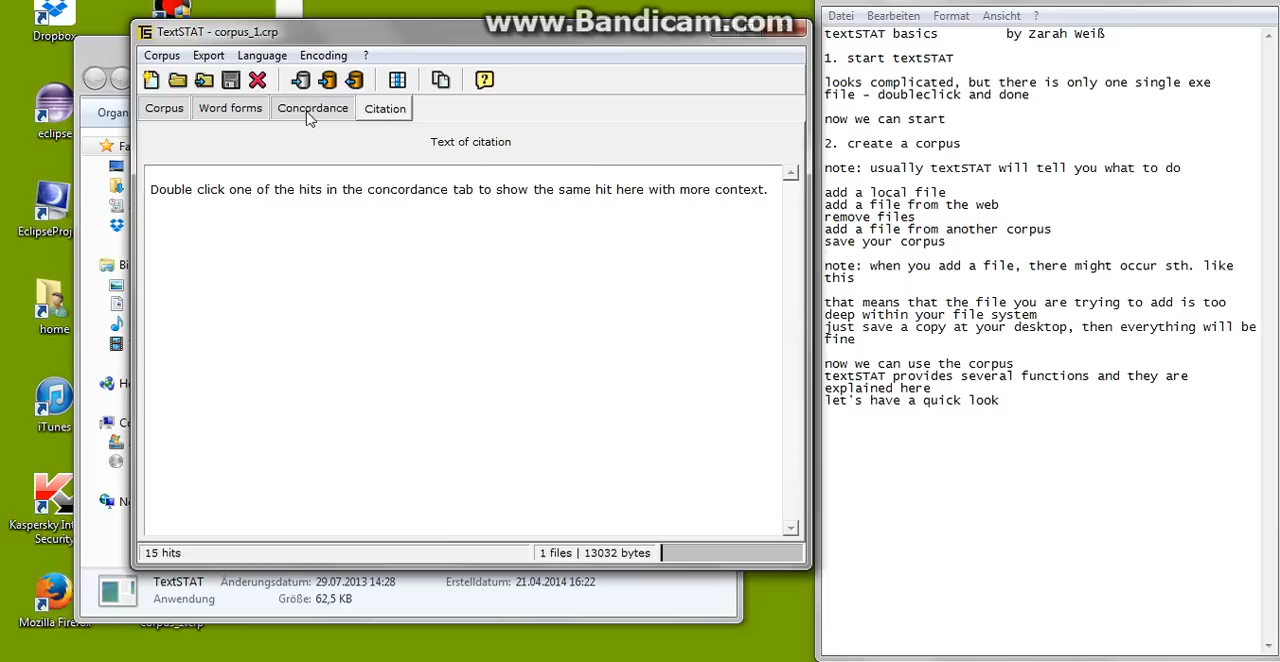 Dropbox
eclipse
EclipseProj
home
iTunes
Kaspersky Int
Security
Mozilla Firefox
Organ
Fa
Bi
corpus_1.crp
www.Bandicam.com
TextSTAT - corpus_1.crp
Corpus Export Language Encoding ?
Corpus Word forms Concordance Citation
Text of citation
Double click one of the hits in the concordance tab to show the same hit here with more context.
15 hits 1 files | 13032 bytes
TextSTAT Änderungsdatum: 29.07.2013 14:28 Erstelldatum: 21.04.2014 16:22
Anwendung Größe: 62,5 KB
Datei Bearbeiten Format Ansicht ?
textSTAT basics by Zarah Weiß
1. start textSTAT
looks complicated, but there is only one single exe
file - doubleclick and done
now we can start
2. create a corpus
note: usually textSTAT will tell you what to do
add a local file
add a file from the web
remove files
add a file from another corpus
save your corpus
note: when you add a file, there might occur sth. like
this
that means that the file you are trying to add is too
deep within your file system
just save a copy at your desktop, then everything will be
fine
now we can use the corpus
textSTAT provides several functions and they are
explained here
let's have a quick look